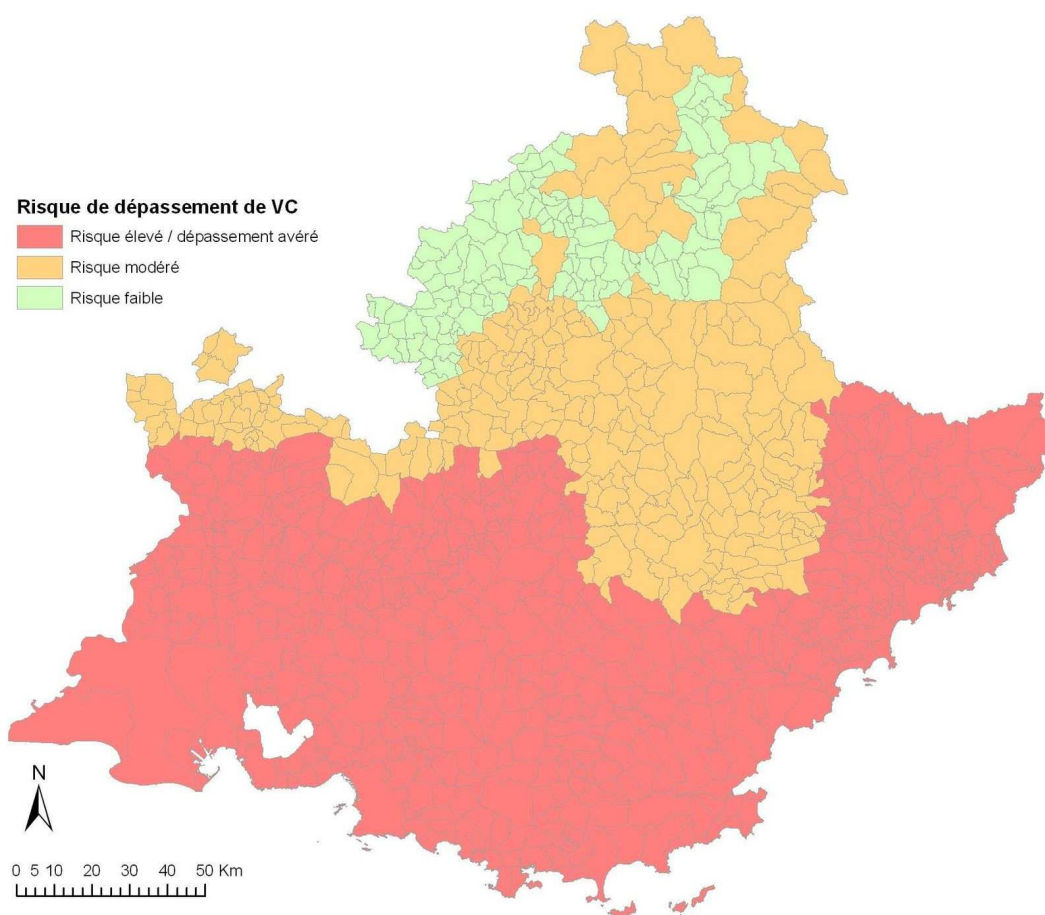 Risque de dépassement de VC
Risque élevé / dépassement avéré
Risque modéré
Risque faible
N
0 5 10 20 30 40 50 Km